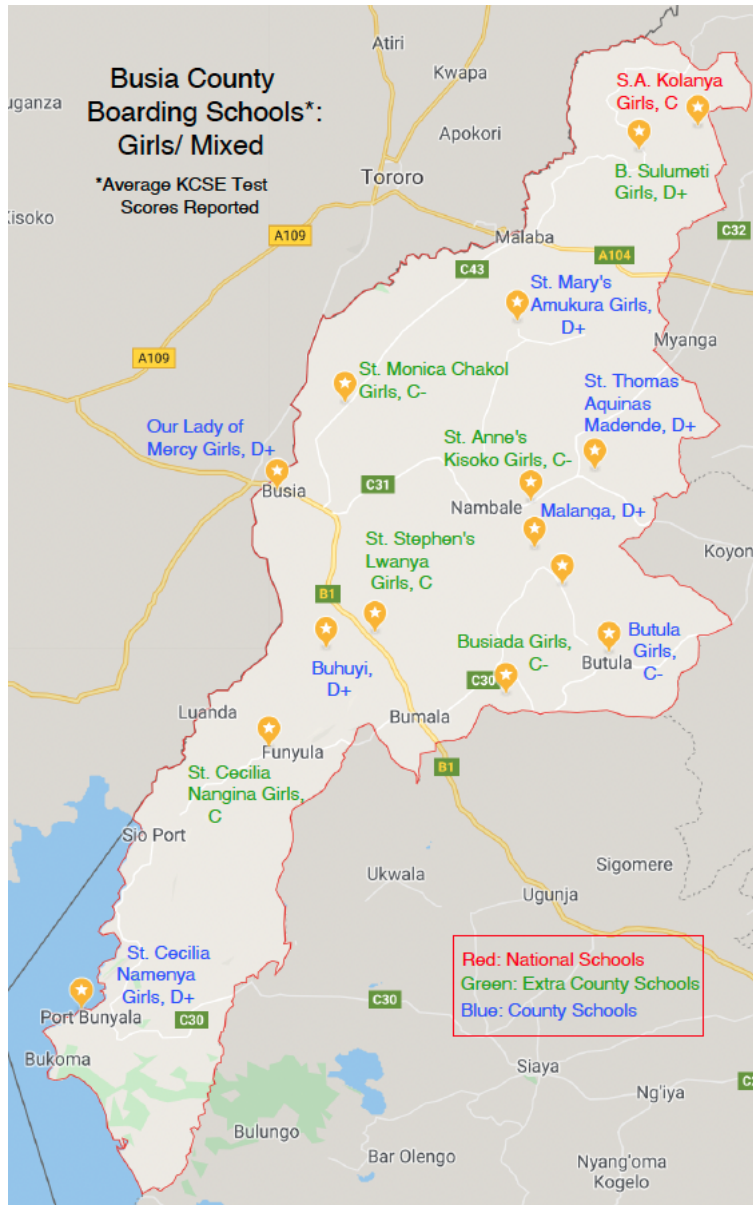 Busia County
Boarding Schools*:
Girls/ Mixed
*Average KCSE Test
Scores Reported
Atiri
Kwapa
uganza
Apokori
S.A. Kolanya
Girls, C
B. Sulumeti
Girls, D+
Tororo
Kisoko
A109
Malaba
C32
A104
C43
St. Mary's
Amukura Girls,
D+
Myanga
A109
St. Monica Chakol
Girls, C-
St. Thomas
Aquinas
Madende, D+
Our Lady of
Mercy Girls, D+
St. Anne's
Kisoko Girls, C-
Busia
C31
Nambale
Malanga, D+
Koyon
St. Stephen's
Lwanya
Girls, C
B1
Buhuyi,
D+
Busiada Girls,
C-
Butula
Girls,
C-
Butula
C30
Luanda
Bumala
Funyula
B1
St. Cecilia
Nangina Girls,
C
Sio Port
Ukwala
Sigomere
Ugunja
St. Cecilia
Namenya
Girls, D+
Red: National Schools
Green: Extra County Schools
Blue: County Schools
Port Bunyala
C30
C30
Bukoma
Siaya
Ng'iya
Bulungo
Bar Olengo
Nyang'oma
Kogelo